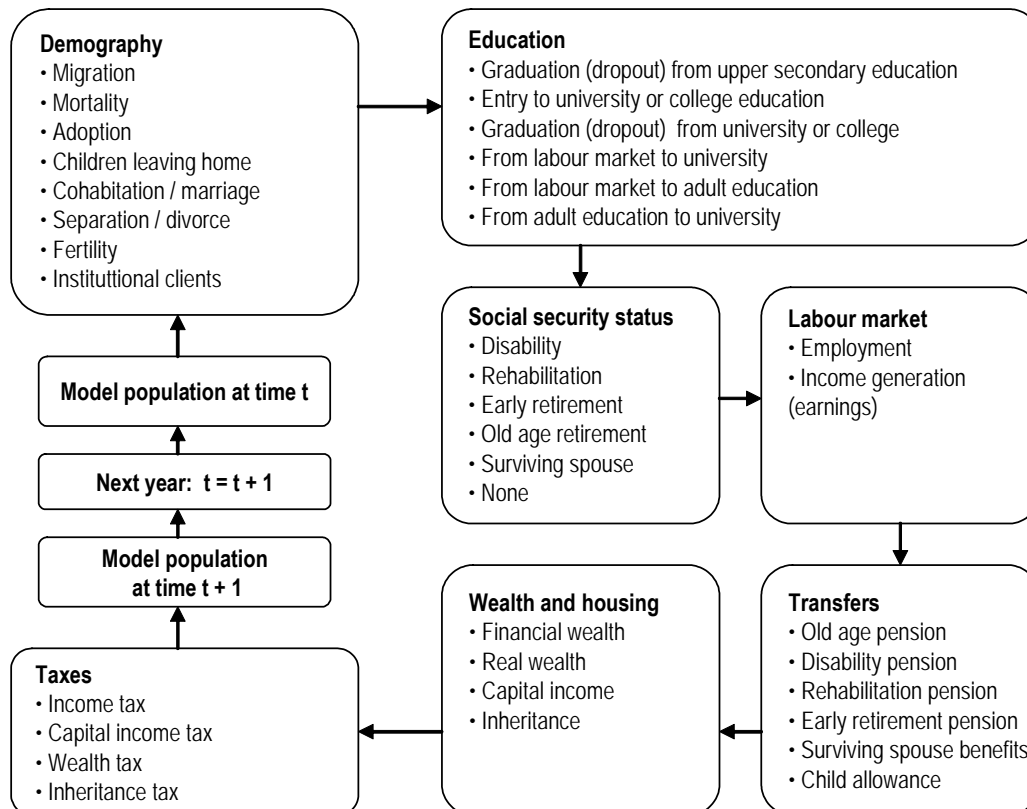 Demography
• Migration
• Mortality
• Adoption
• Children leaving home
• Cohabitation / marriage
• Separation / divorce
• Fertility
• Instituttional clients
Education
• Graduation (dropout) from upper secondary education
• Entry to university or college education
• Graduation (dropout)  from university or college
• From labour market to university
• From labour market to adult education
• From adult education to university
Social security status
• Disability
• Rehabilitation
• Early retirement
• Old age retirement
• Surviving spouse
• None
Labour market
• Employment
• Income generation
(earnings)
Transfers
• Old age pension
• Disability pension
• Rehabilitation pension
• Early retirement pension
• Surviving spouse benefits
• Child allowance
Wealth and housing
• Financial wealth
• Real wealth
• Capital income
• Inheritance
Taxes
• Income tax
• Capital income tax
• Wealth tax
• Inheritance tax
Model population
at time t + 1
Next year:  t = t + 1
Model population at time t